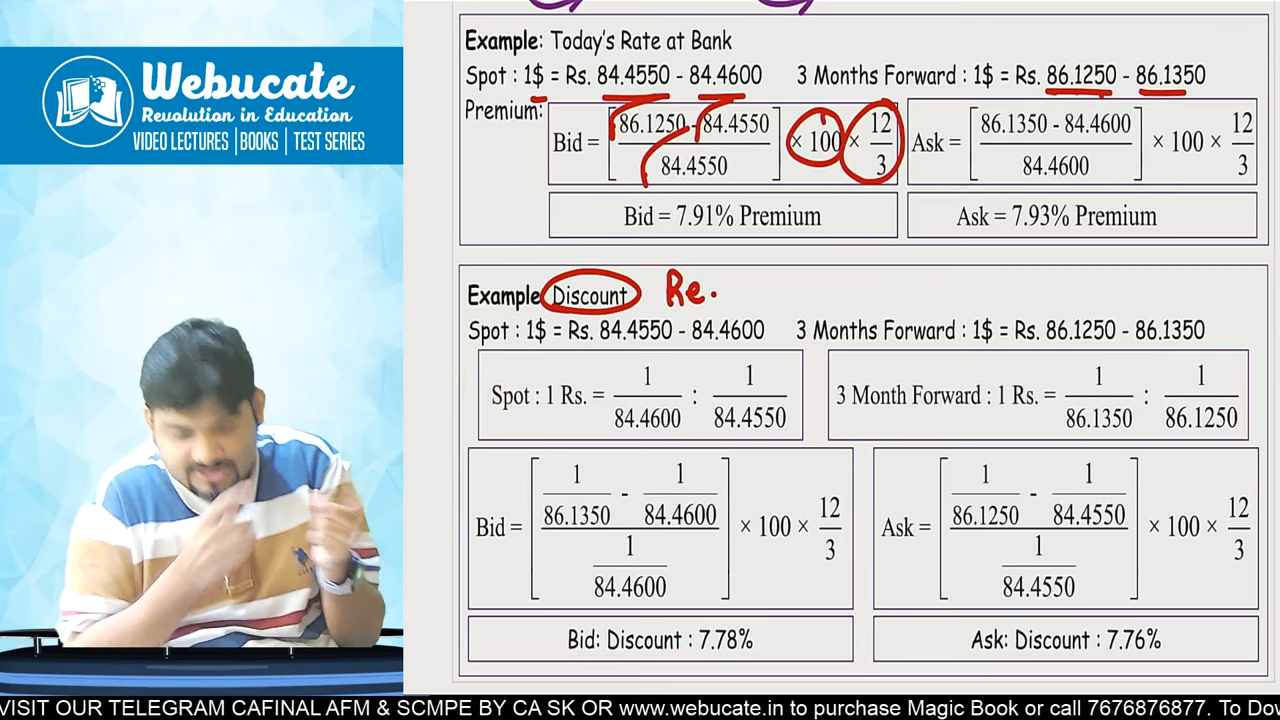 Webucate
Revolution in Education
VIDEO LECTURES | BOOKS | TEST SERIES
Example: Today's Rate at Bank
Spot : 1$ = Rs. 84.4550 - 84.4600 3 Months Forward : 1$ = Rs. 86.1250 - 86.1350
Premium:
Bid = [(86.1250 - 84.4550) / 84.4550] × 100 × 12/3
Ask = [(86.1350 - 84.4600) / 84.4600] × 100 × 12/3
Bid = 7.91% Premium
Ask = 7.93% Premium
Example Discount Re.
Spot : 1$ = Rs. 84.4550 - 84.4600 3 Months Forward : 1$ = Rs. 86.1250 - 86.1350
Spot : 1 Rs. = 1/84.4600 : 1/84.4550
3 Month Forward : 1 Rs. = 1/86.1350 : 1/86.1250
Bid = [(1/86.1350 - 1/84.4600) / (1/84.4600)] × 100 × 12/3
Ask = [(1/86.1250 - 1/84.4550) / (1/84.4550)] × 100 × 12/3
Bid: Discount : 7.78%
Ask: Discount : 7.76%
VISIT OUR TELEGRAM CAFINAL AFM & SCMPE BY CA SK OR www.webucate.in to purchase Magic Book or call 7676876877. To Dow